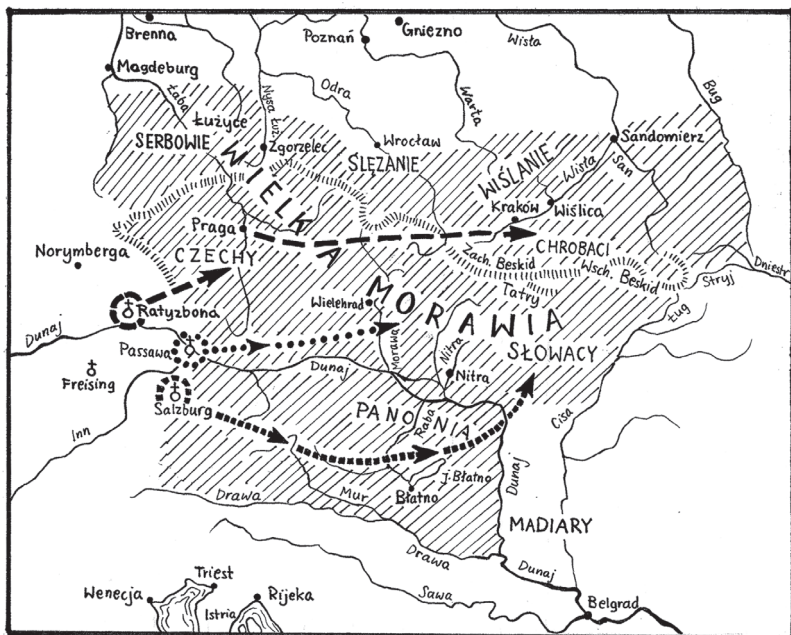 Brenna
Poznań
Gniezno
Wisła
Magdeburg
Łaba
Łużyce
Nysa Łuż.
Odra
Warta
Bug
SERBOWIE
Zgorzelec
Wrocław
ŚLĘZANIE
WIŚLANIE
Sandomierz
San
Wisła
Kraków
Wiślica
WIELKA MORAWIA
Praga
CZECHY
CHROBACI
Norymberga
Zach. Beskid
Wsch. Beskid
Tatry
Dniestr
Stryj
Ług
Ratyzbona
Wielehrad
Dunaj
Passawa
Morawa
Nitra
SŁOWACY
Freising
Dunaj
Nitra
Salzburg
PANONIA
Raba
Cisa
Inn
J. Błatno
Błatno
Dunaj
Drawa
Mur
MADIARY
Drawa
Dunaj
Sawa
Triest
Wenecja
Istria
Rijeka
Belgrad